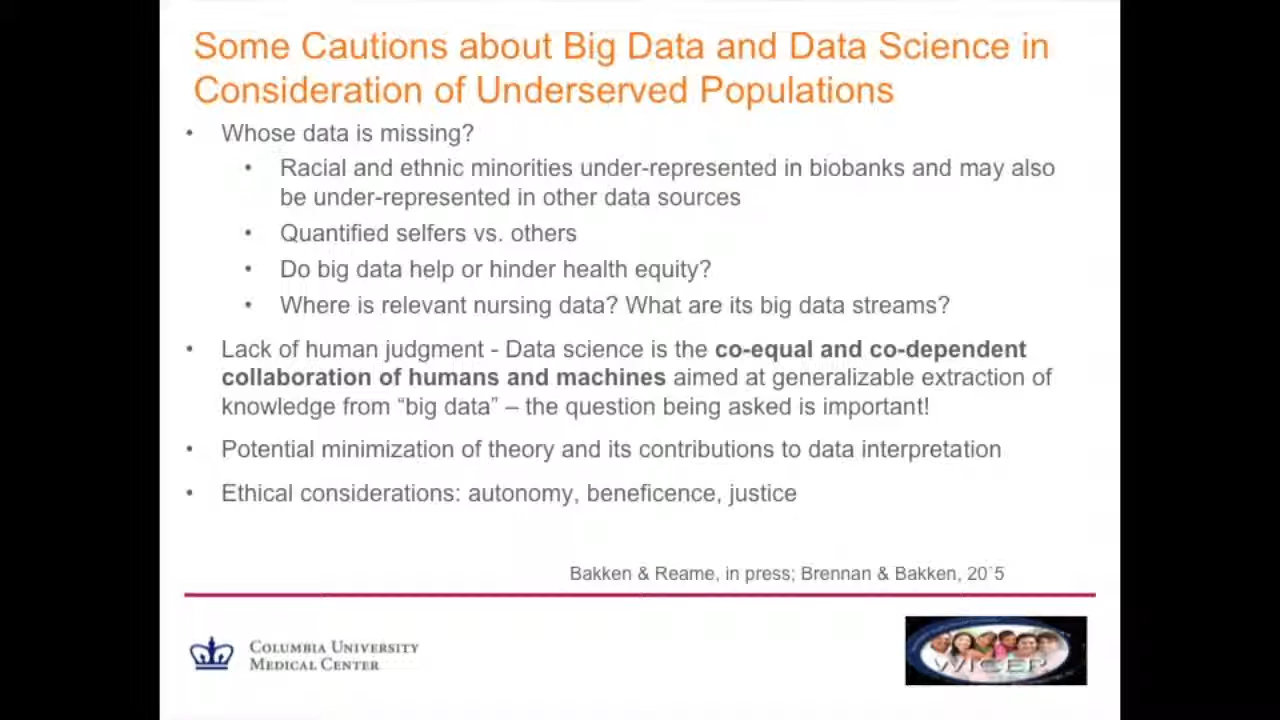 Some Cautions about Big Data and Data Science in
Consideration of Underserved Populations
• Whose data is missing?
• Racial and ethnic minorities under-represented in biobanks and may also
be under-represented in other data sources
• Quantified selfers vs. others
• Do big data help or hinder health equity?
• Where is relevant nursing data? What are its big data streams?
• Lack of human judgment - Data science is the co-equal and co-dependent
collaboration of humans and machines aimed at generalizable extraction of
knowledge from “big data” – the question being asked is important!
• Potential minimization of theory and its contributions to data interpretation
• Ethical considerations: autonomy, beneficence, justice
Bakken & Reame, in press; Brennan & Bakken, 2015
COLUMBIA UNIVERSITY
MEDICAL CENTER
WICER